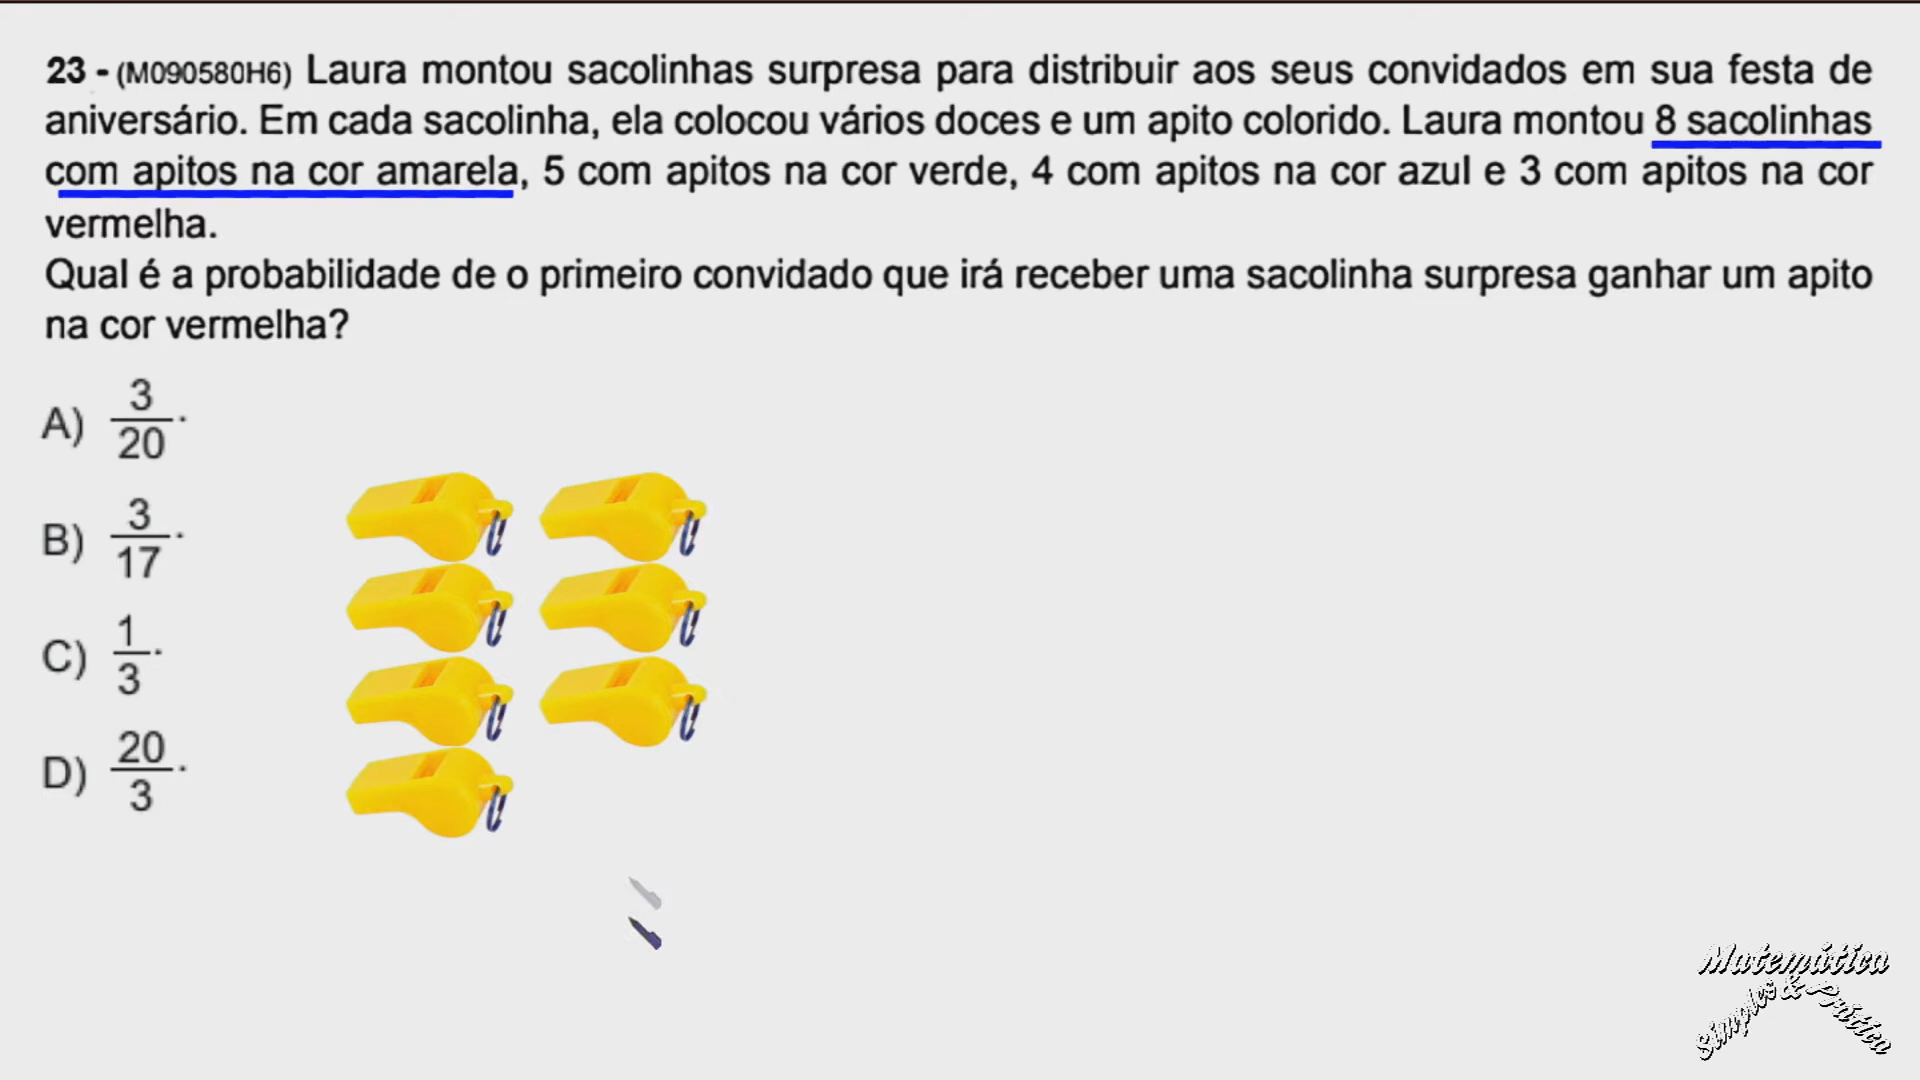 23 - (M090580H6) Laura montou sacolinhas surpresa para distribuir aos seus convidados em sua festa de
aniversário. Em cada sacolinha, ela colocou vários doces e um apito colorido. Laura montou 8 sacolinhas
com apitos na cor amarela, 5 com apitos na cor verde, 4 com apitos na cor azul e 3 com apitos na cor
vermelha.
Qual é a probabilidade de o primeiro convidado que irá receber uma sacolinha surpresa ganhar um apito
na cor vermelha?
A) 3/20.
B) 3/17.
C) 1/3.
D) 20/3.
Matemática
Simples & Prática